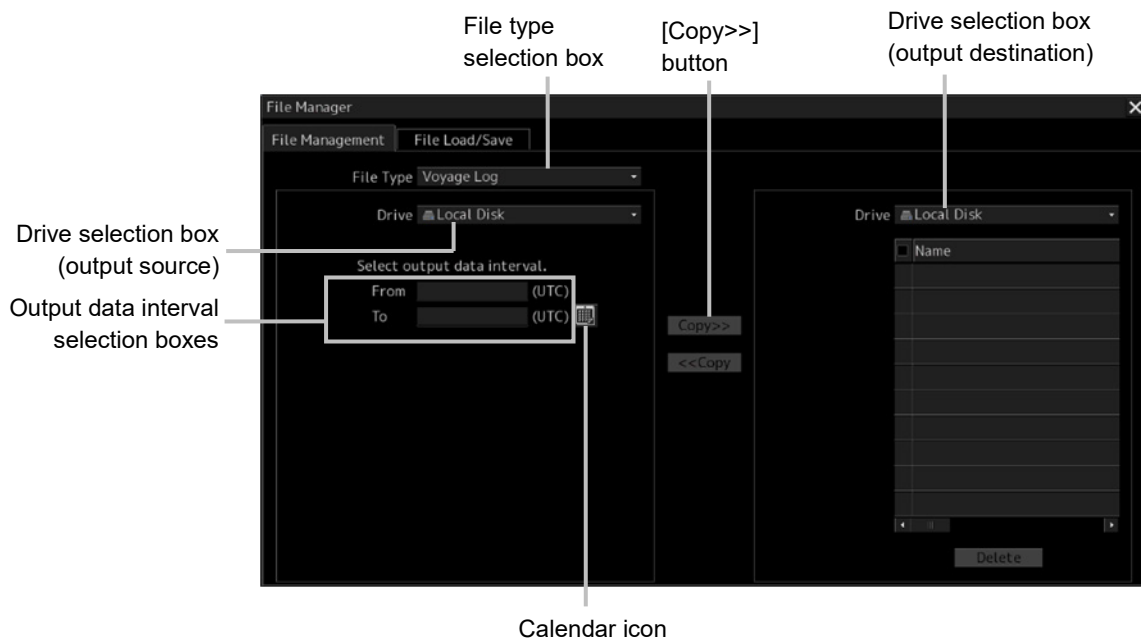 File type
selection box
[Copy>>]
button
Drive selection box
(output destination)
File Manager
File Management
File Load/Save
File Type Voyage Log
Drive Local Disk
Drive Local Disk
Drive selection box
(output source)
Name
Select output data interval.
From (UTC)
Output data interval
selection boxes
To (UTC)
Copy>>
<<Copy
Delete
Calendar icon